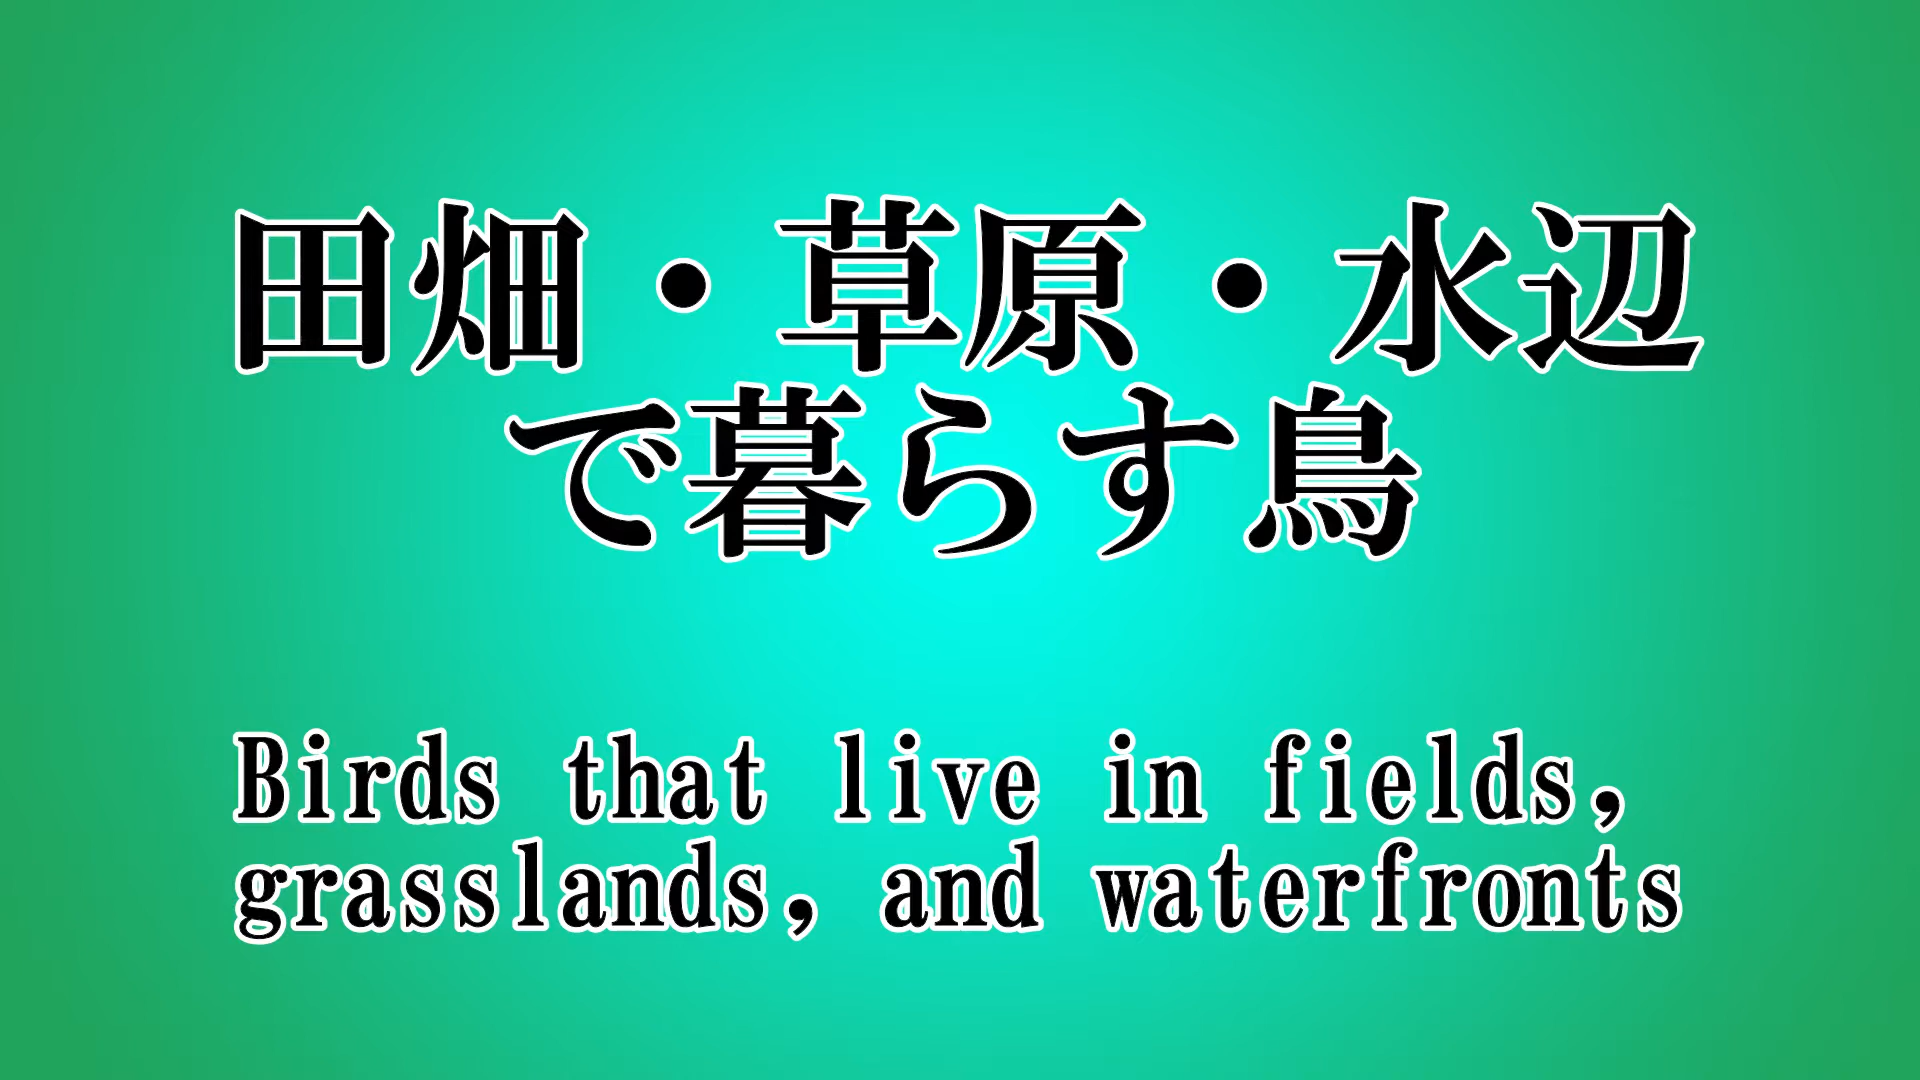 田畑・草原・水辺
で暮らす鳥
Birds that live in fields,
grasslands, and waterfronts